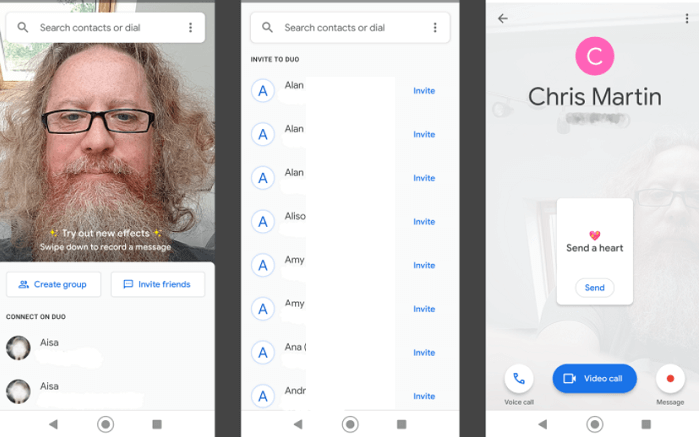 Search contacts or dial
✨ Try out new effects ✨
Swipe down to record a message
Create group
Invite friends
CONNECT ON DUO
Aisa
Aisa
Search contacts or dial
INVITE TO DUO
A Alan Invite
A Alan Invite
A Alan Invite
A Aliso Invite
A Amy Invite
A Amy Invite
A Ana ( Invite
A Andr Invite
C
Chris Martin
Send a heart
Send
Voice call
Video call
Message